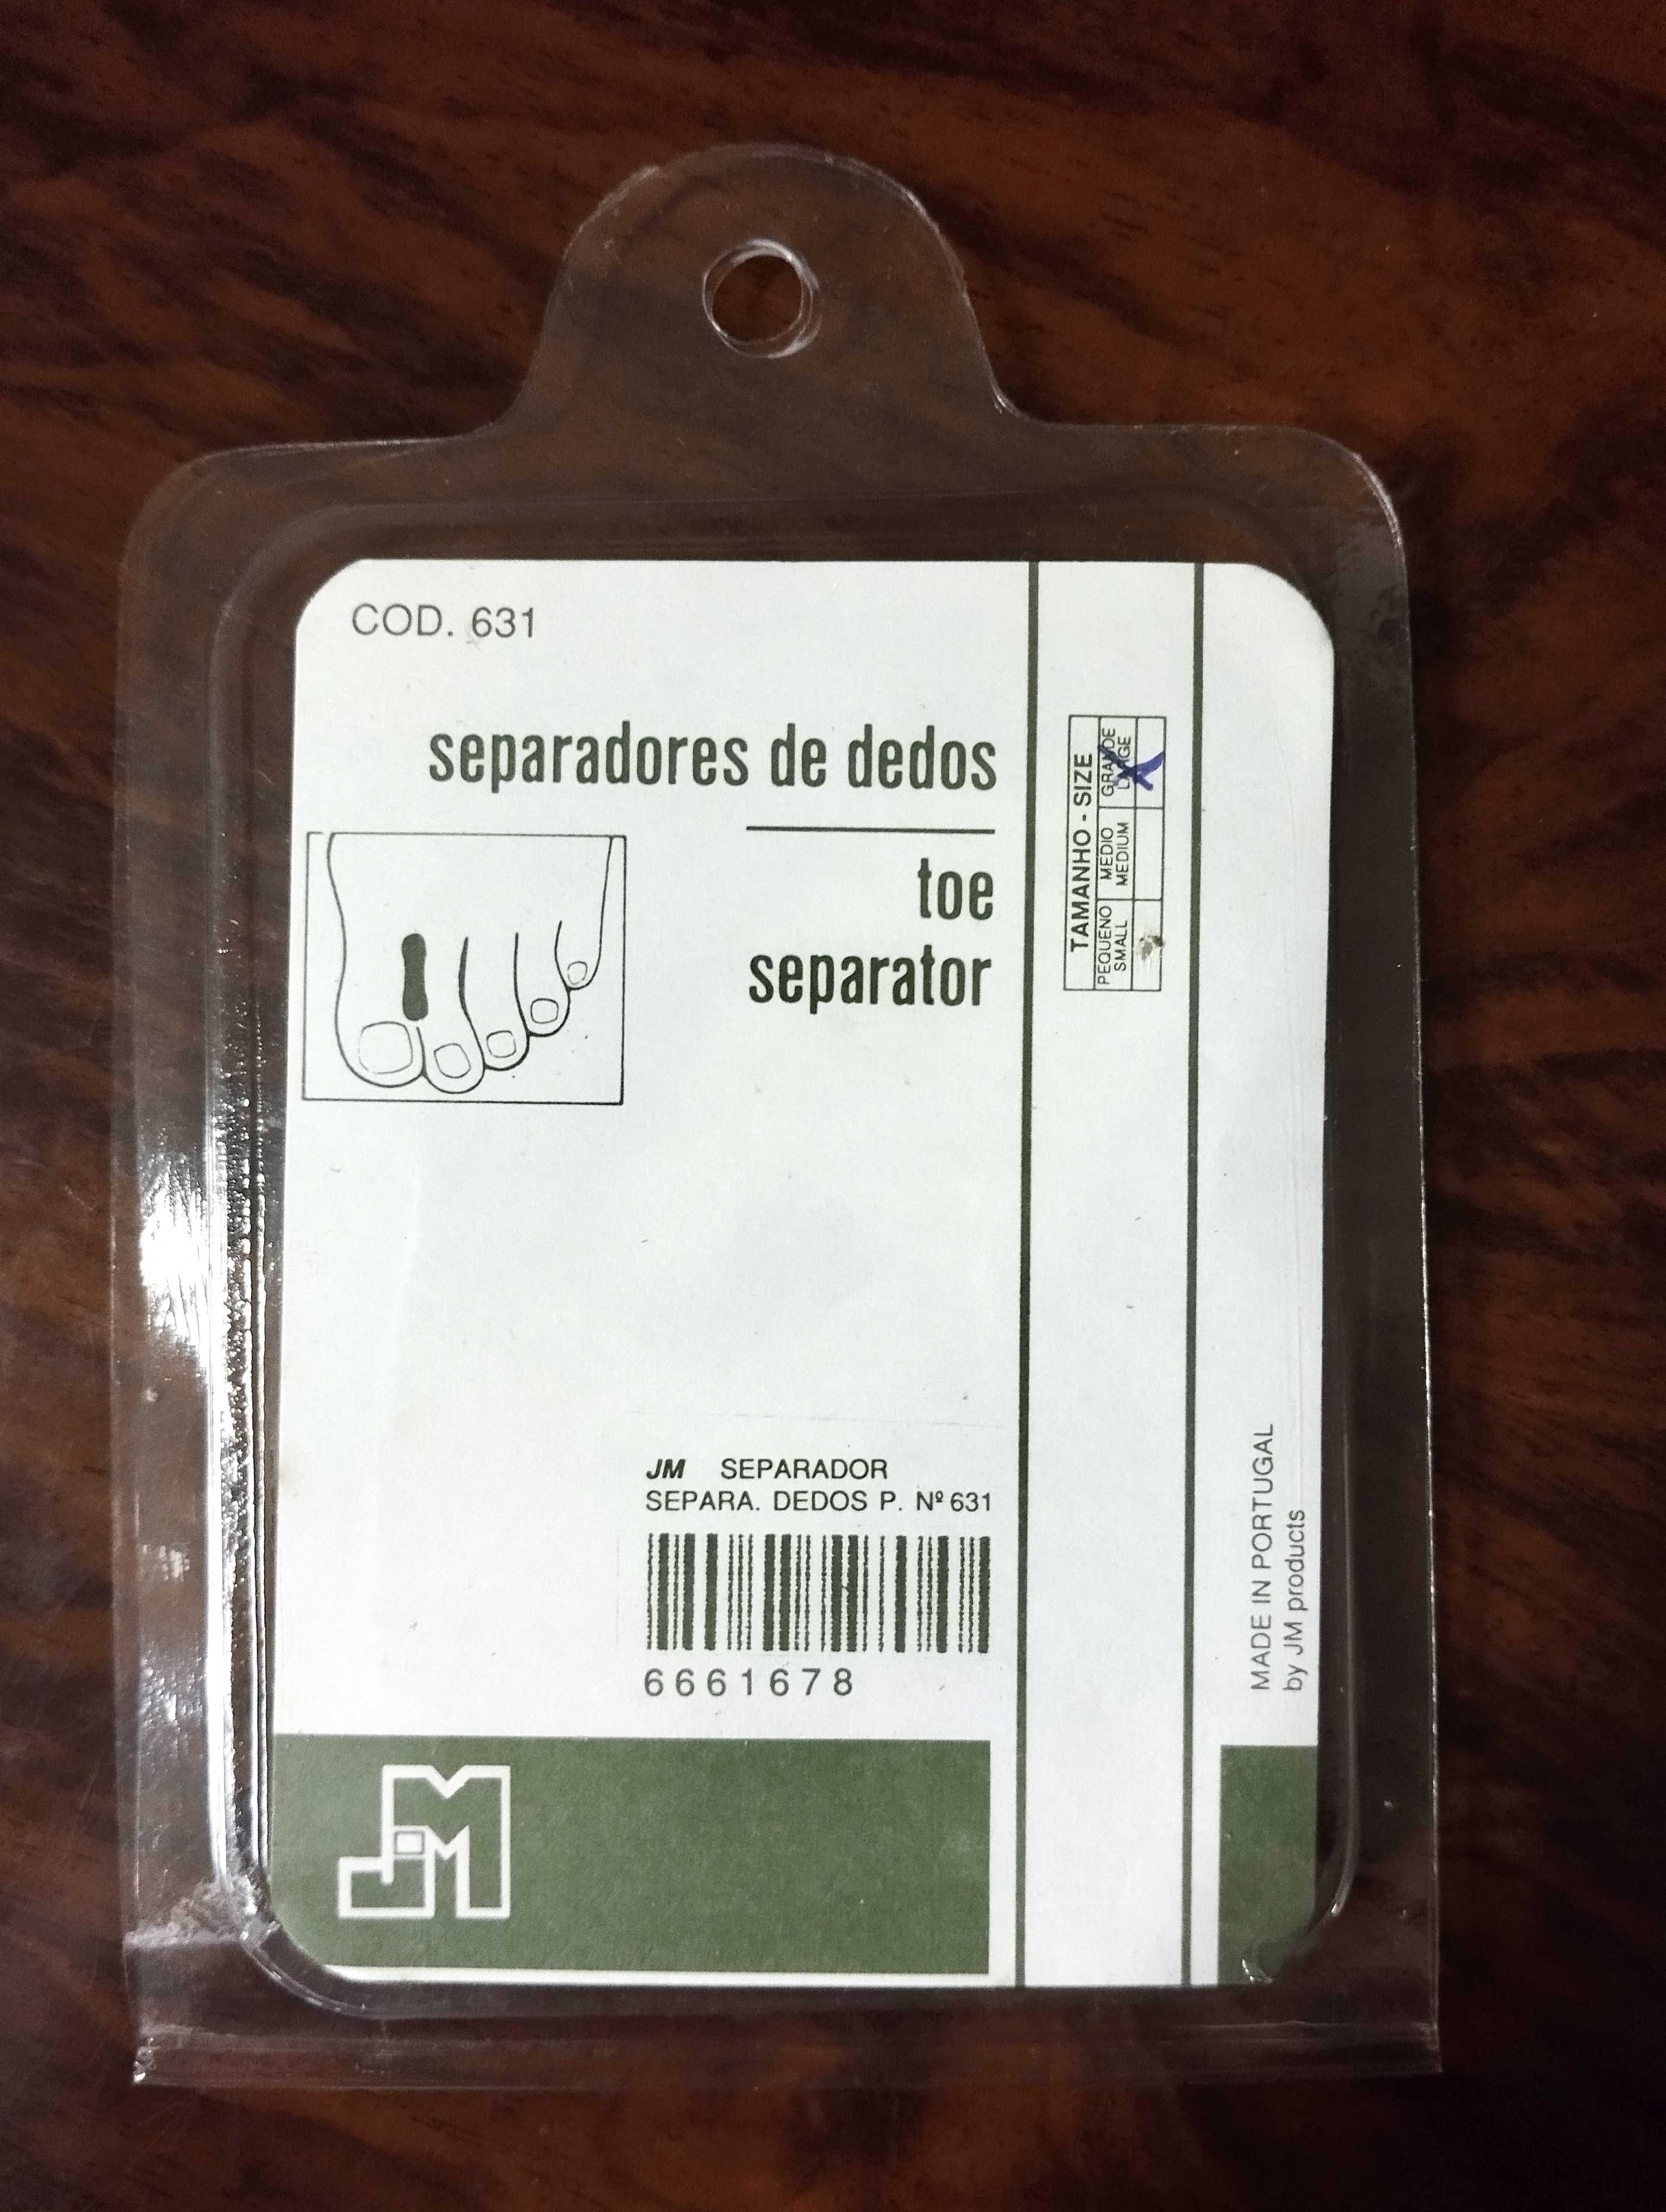 COD. 631
separadores de dedos
toe
separator
TAMANHO - SIZE
PEQUENO MEDIO GRANDE
SMALL MEDIUM LARGE
X
JM SEPARADOR
SEPARA. DEDOS P. Nº 631
6661678
MADE IN PORTUGAL
by JM products
JM